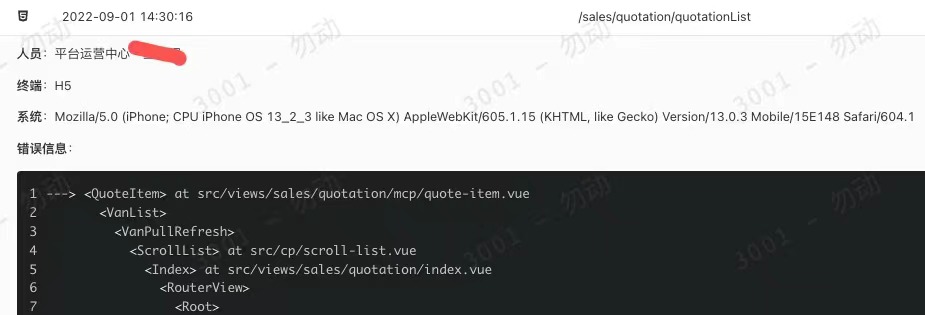 2022-09-01 14:30:16 /sales/quotation/quotationList
人员：平台运营中心
终端：H5
系统：Mozilla/5.0 (iPhone; CPU iPhone OS 13_2_3 like Mac OS X) AppleWebKit/605.1.15 (KHTML, like Gecko) Version/13.0.3 Mobile/15E148 Safari/604.1
错误信息：
1 ---> <QuoteItem> at src/views/sales/quotation/mcp/quote-item.vue
2 <VanList>
3 <VanPullRefresh>
4 <ScrollList> at src/cp/scroll-list.vue
5 <Index> at src/views/sales/quotation/index.vue
6 <RouterView>
7 <Root>
3001 - 勿动
3001 - 勿动
3001 - 勿动
3001 - 勿动
3001 - 勿动